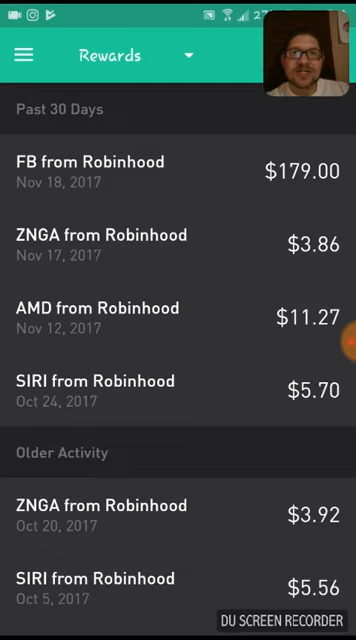 27
Rewards
Past 30 Days
FB from Robinhood
$179.00
Nov 18, 2017
ZNGA from Robinhood
$3.86
Nov 17, 2017
AMD from Robinhood
$11.27
Nov 12, 2017
SIRI from Robinhood
$5.70
Oct 24, 2017
Older Activity
ZNGA from Robinhood
$3.92
Oct 20, 2017
SIRI from Robinhood
$5.56
Oct 5, 2017
DU SCREEN RECORDER